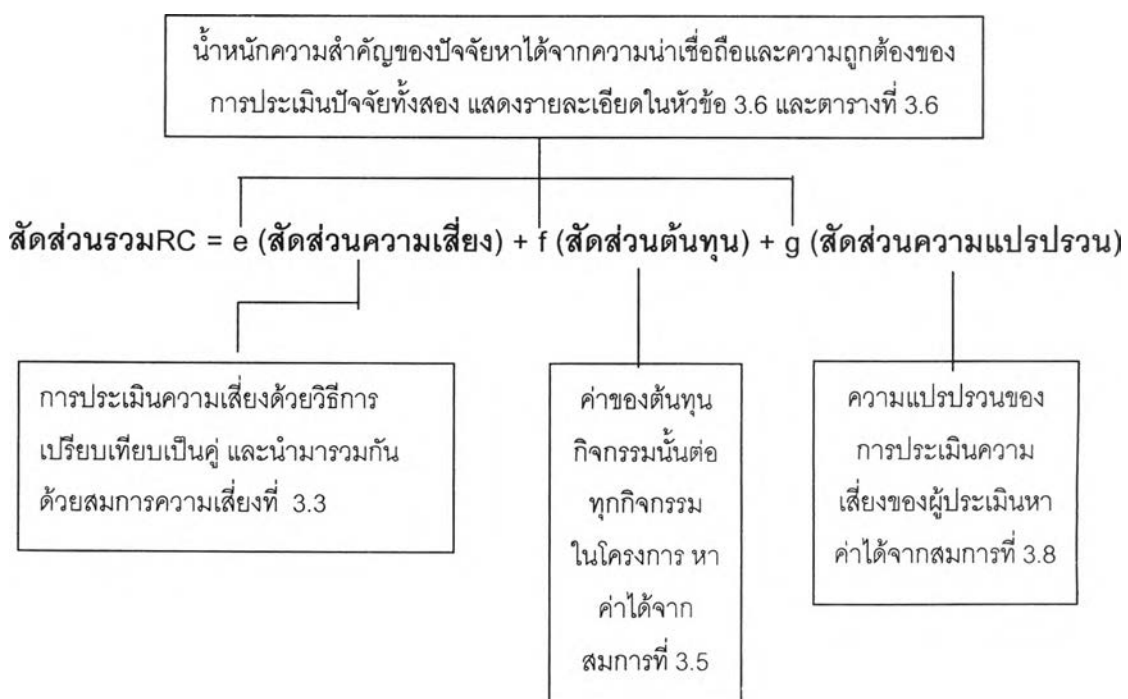 น้ำหนักความสำคัญของปัจจัยหาได้จากความน่าเชื่อถือและความถูกต้องของ
การประเมินปัจจัยทั้งสอง แสดงรายละเอียดในหัวข้อ 3.6 และตารางที่ 3.6
สัดส่วนรวมRC = e (สัดส่วนความเสี่ยง) + f (สัดส่วนต้นทุน) + g (สัดส่วนความแปรปรวน)
การประเมินความเสี่ยงด้วยวิธีการ
เปรียบเทียบเป็นคู่ และนำมารวมกัน
ด้วยสมการความเสี่ยงที่ 3.3
ค่าของต้นทุน
กิจกรรมนั้นต่อ
ทุกกิจกรรม
ในโครงการ หา
ค่าได้จาก
สมการที่ 3.5
ความแปรปรวนของ
การประเมินความ
เสี่ยงของผู้ประเมินหา
ค่าได้จากสมการที่ 3.8